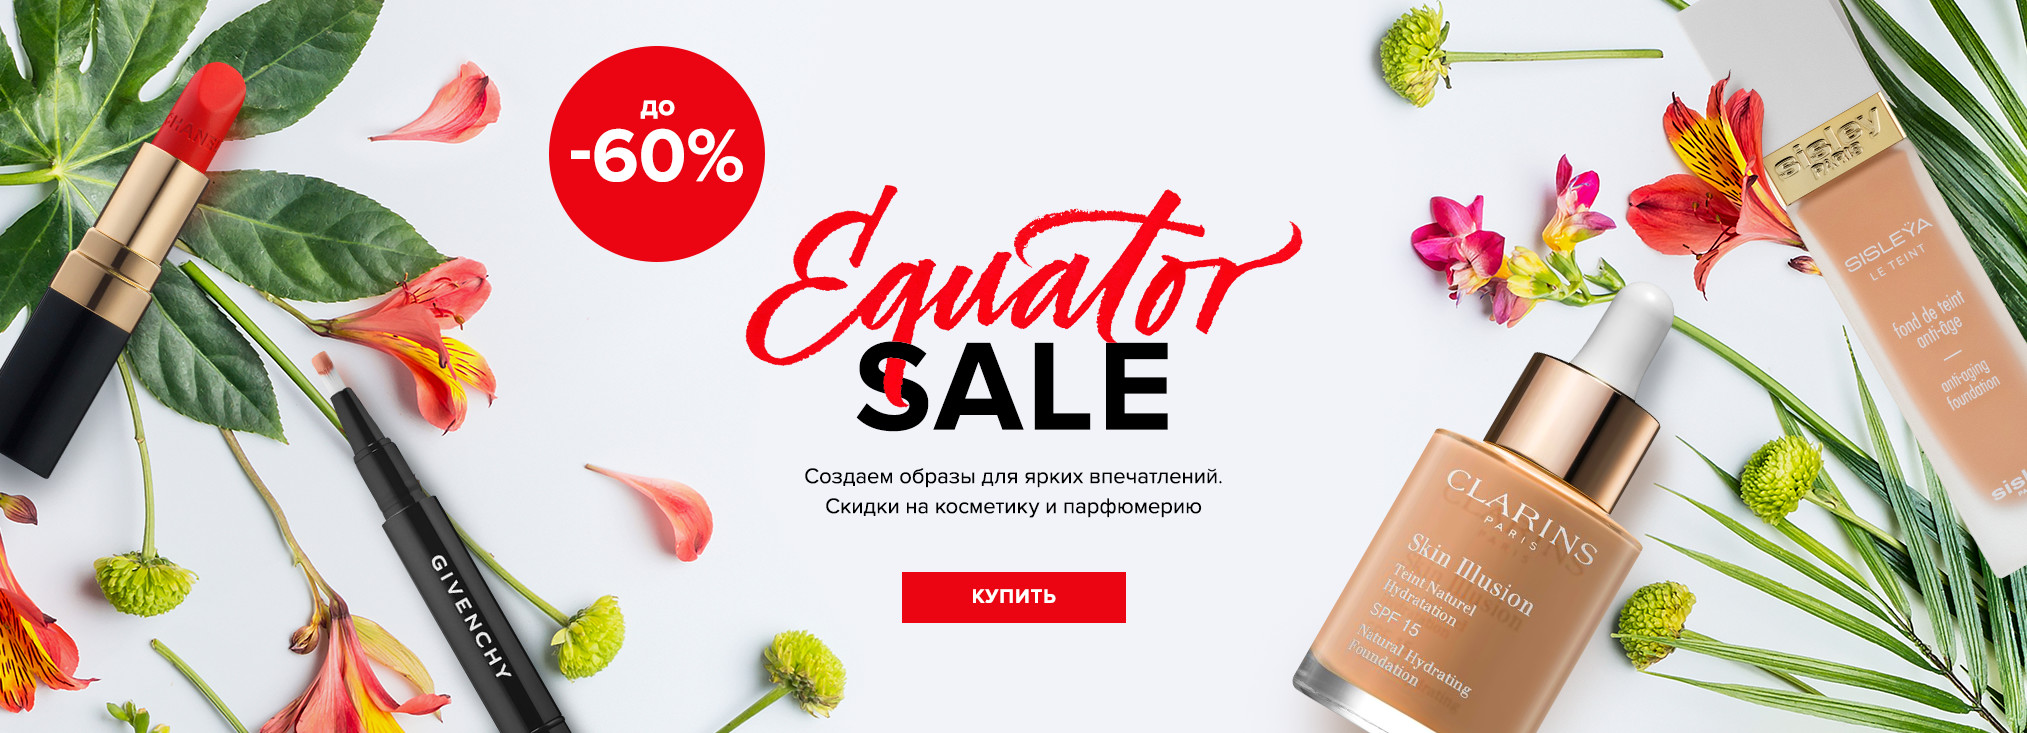 до
-60%
Equator
SALE
Создаем образы для ярких впечатлений.
Скидки на косметику и парфюмерию
КУПИТЬ
GIVENCHY
sisley
PARIS
SISLEŸA
LE TEINT
fond de teint
anti-âge
anti-aging
foundation
CLARINS
PARIS
Skin Illusion
Teint Naturel
Hydratation
SPF 15
Natural Hydrating
Foundation